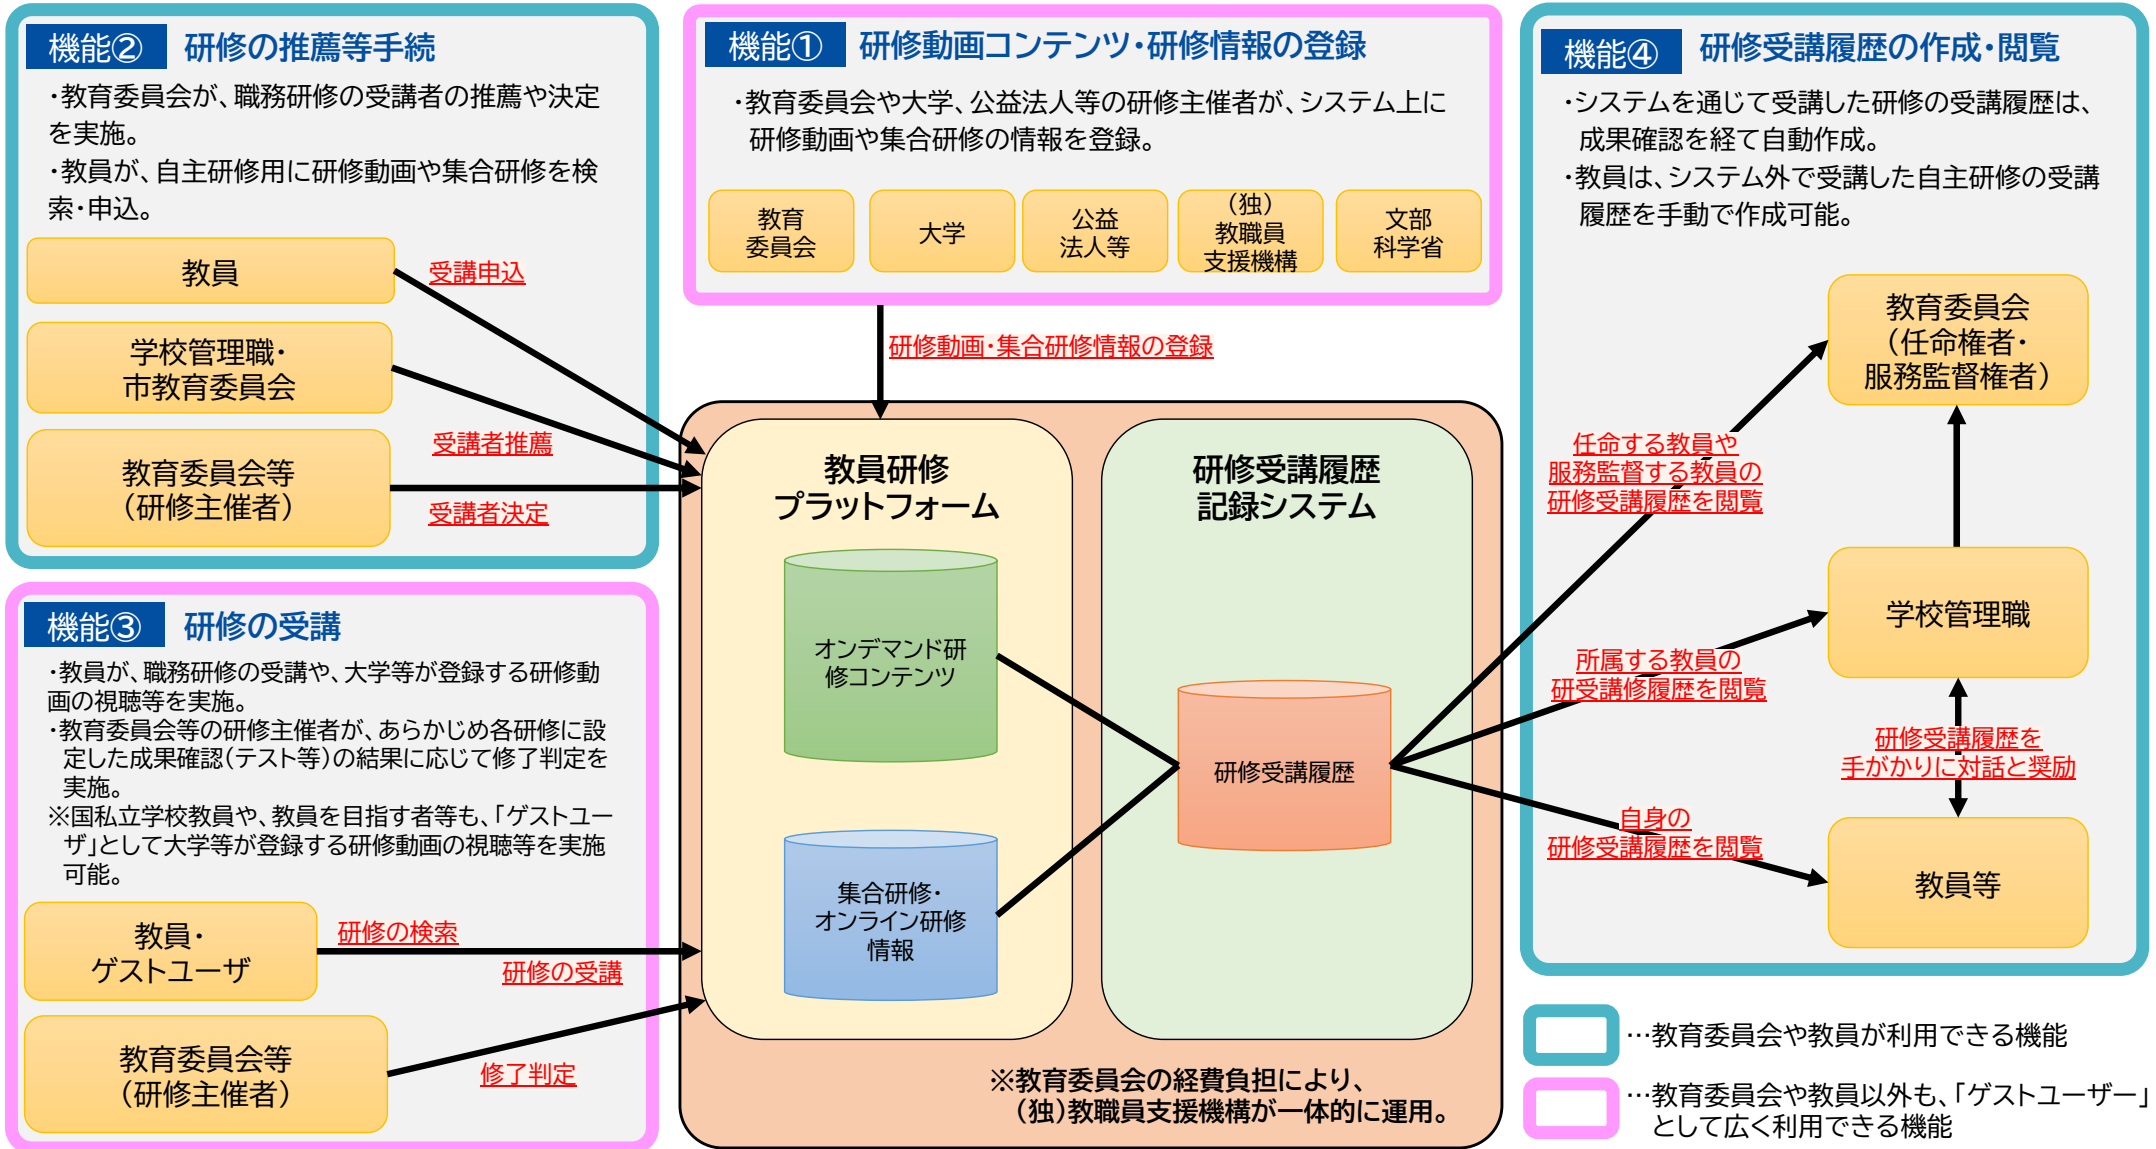 機能②
研修の推薦等手続
・教育委員会が、職務研修の受講者の推薦や決定
を実施。
・教員が、自主研修用に研修動画や集合研修を検
索・申込。
教員
学校管理職・
市教育委員会
教育委員会等
（研修主催者）
受講申込
受講者推薦
受講者決定
機能①
研修動画コンテンツ・研修情報の登録
・教育委員会や大学、公益法人等の研修主催者が、システム上に
研修動画や集合研修の情報を登録。
教育
委員会
大学
公益
法人等
（独）
教職員
支援機構
文部
科学省
研修動画・集合研修情報の登録
機能③
研修の受講
・教員が、職務研修の受講や、大学等が登録する研修動
画の視聴等を実施。
・教育委員会等の研修主催者が、あらかじめ各研修に設
定した成果確認（テスト等）の結果に応じて修了判定を
実施。
※国私立学校教員や、教員を目指す者等も、「ゲストユー
ザ」として大学等が登録する研修動画の視聴等を実施
可能。
教員・
ゲストユーザ
教育委員会等
（研修主催者）
研修の検索
研修の受講
修了判定
教員研修
プラットフォーム
オンデマンド研
修コンテンツ
集合研修・
オンライン研修
情報
研修受講履歴
記録システム
研修受講履歴
※教育委員会の経費負担により、
（独）教職員支援機構が一体的に運用。
機能④
研修受講履歴の作成・閲覧
・システムを通じて受講した研修の受講履歴は、
成果確認を経て自動作成。
・教員は、システム外で受講した自主研修の受講
履歴を手動で作成可能。
教育委員会
（任命権者・
服務監督権者）
任命する教員や
服務監督する教員の
研修受講履歴を閲覧
学校管理職
所属する教員の
研受講修履歴を閲覧
研修受講履歴を
手がかりに対話と奨励
自身の
研修受講履歴を閲覧
教員等
…教育委員会や教員が利用できる機能
…教育委員会や教員以外も、「ゲストユーザー」
として広く利用できる機能